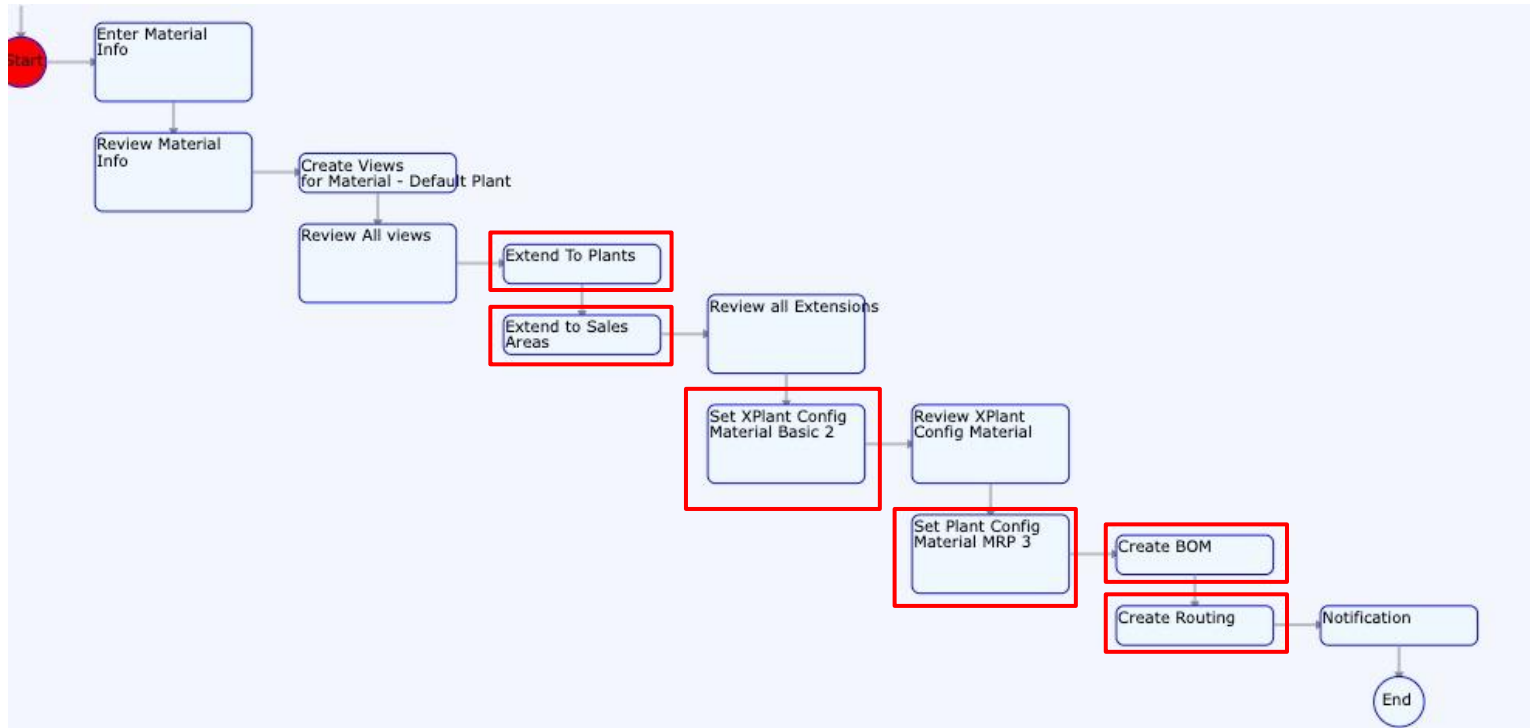 Start
Enter Material
Info
Review Material
Info
Create Views
for Material - Default Plant
Review All views
Extend To Plants
Extend to Sales
Areas
Review all Extensions
Set XPlant Config
Material Basic 2
Review XPlant
Config Material
Set Plant Config
Material MRP 3
Create BOM
Create Routing
Notification
End